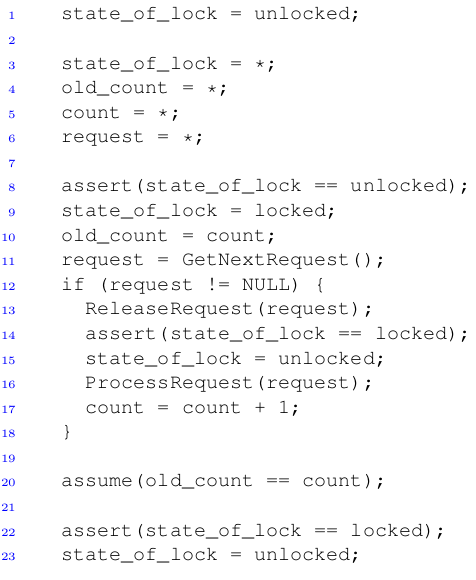 1 state_of_lock = unlocked;
2
3 state_of_lock = *;
4 old_count = *;
5 count = *;
6 request = *;
7
8 assert(state_of_lock == unlocked);
9 state_of_lock = locked;
10 old_count = count;
11 request = GetNextRequest();
12 if (request != NULL) {
13 ReleaseRequest(request);
14 assert(state_of_lock == locked);
15 state_of_lock = unlocked;
16 ProcessRequest(request);
17 count = count + 1;
18 }
19
20 assume(old_count == count);
21
22 assert(state_of_lock == locked);
23 state_of_lock = unlocked;